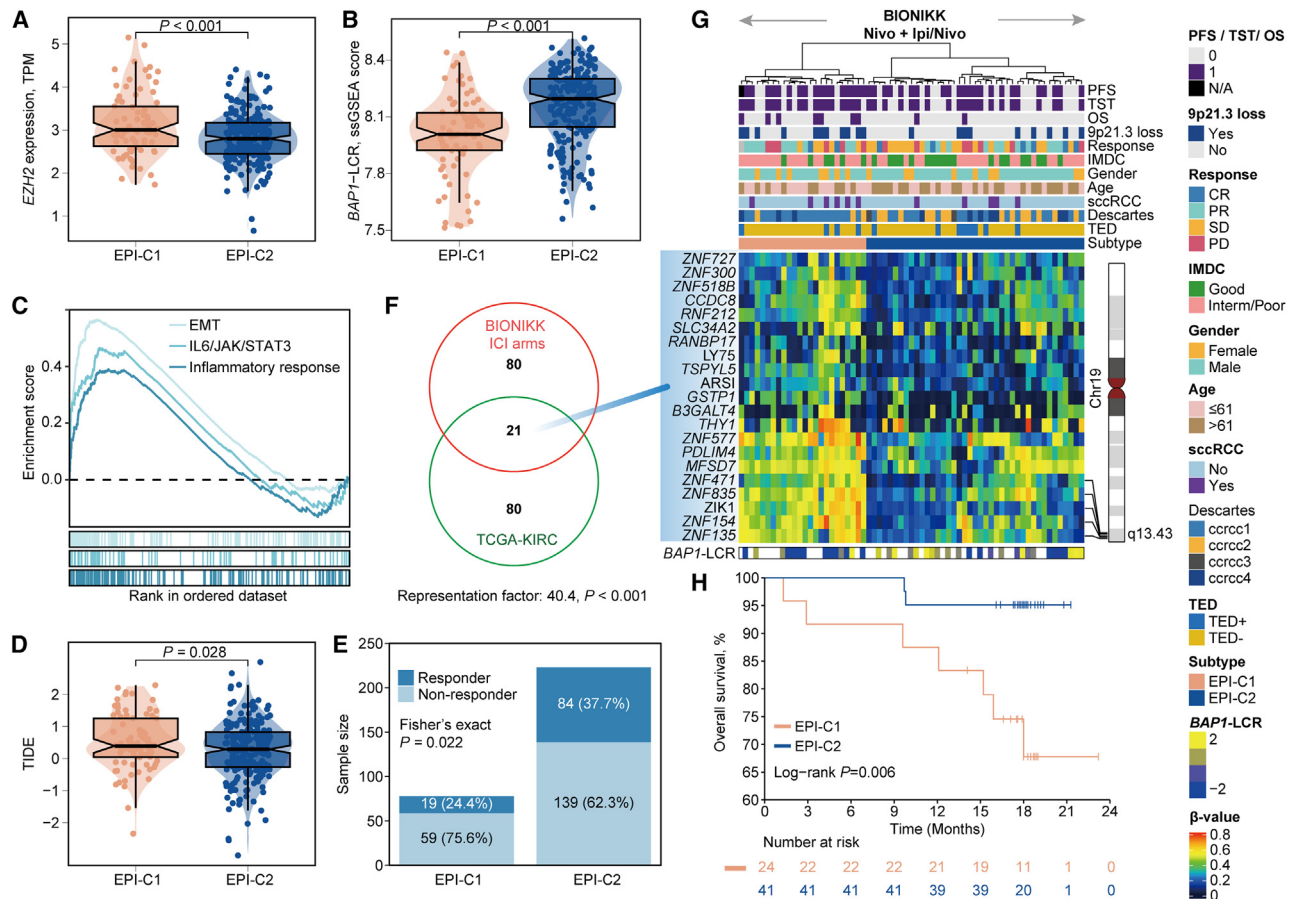 A
P < 0.001
EZH2 expression, TPM
5
4
3
2
1
EPI-C1
EPI-C2
B
P < 0.001
BAP1−LCR, ssGSEA score
8.4
8.1
7.8
7.5
EPI-C1
EPI-C2
C
EMT
IL6/JAK/STAT3
Inflammatory response
Enrichment score
0.4
0.2
0.0
Rank in ordered dataset
D
P = 0.028
TIDE
2
1
0
−1
−2
EPI-C1
EPI-C2
E
Responder
Non-responder
Fisher's exact
P = 0.022
Sample size
250
200
150
100
50
0
19 (24.4%)
59 (75.6%)
84 (37.7%)
139 (62.3%)
EPI-C1
EPI-C2
F
BIONIKK
ICI arms
80
21
80
TCGA-KIRC
Representation factor: 40.4, P < 0.001
G
BIONIKK
Nivo + Ipi/Nivo
PFS
TST
OS
9p21.3 loss
Response
IMDC
Gender
Age
sccRCC
Descartes
TED
Subtype
ZNF727
ZNF300
ZNF518B
CCDC8
RNF212
SLC34A2
RANBP17
LY75
TSPYL5
ARSI
GSTP1
B3GALT4
THY1
ZNF577
PDLIM4
MFSD7
ZNF471
ZNF835
ZIK1
ZNF154
ZNF135
BAP1-LCR
Chr19
q13.43
H
Overall survival, %
100
95
90
85
80
75
70
65
60
EPI-C1
EPI-C2
Log−rank P=0.006
0 3 6 9 12 15 18 21 24
Time (Months)
Number at risk
24 22 22 22 21 19 11 1 0
41 41 41 41 39 39 20 1 0
PFS / TST/ OS
0
1
N/A
9p21.3 loss
Yes
No
Response
CR
PR
SD
PD
IMDC
Good
Interm/Poor
Gender
Female
Male
Age
≤61
>61
sccRCC
No
Yes
Descartes
ccrcc1
ccrcc2
ccrcc3
ccrcc4
TED
TED+
TED-
Subtype
EPI-C1
EPI-C2
BAP1-LCR
2
−2
β-value
0.8
0.6
0.4
0.2
0